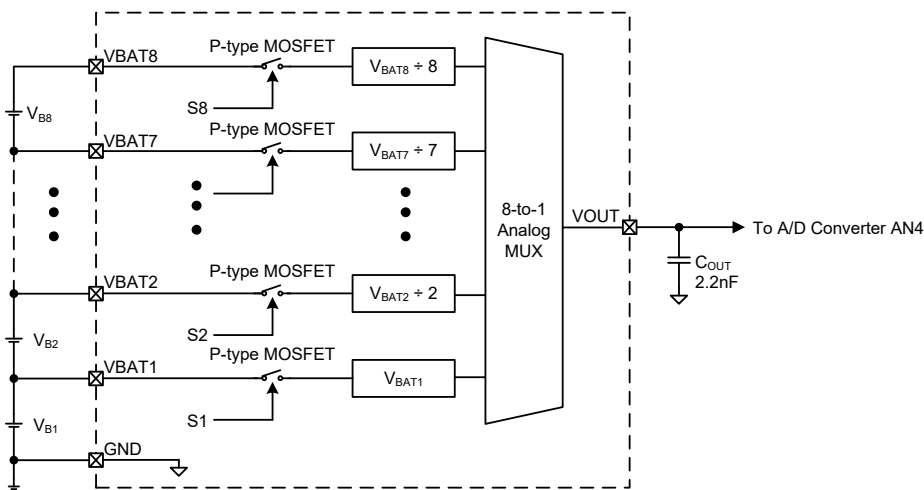 P-type MOSFET
VBAT8
VBAT8 ÷ 8
S8
VB8
P-type MOSFET
VBAT7
VBAT7 ÷ 7
8-to-1
Analog
MUX
VOUT
To A/D Converter AN4
COUT
2.2nF
P-type MOSFET
VBAT2
VBAT2 ÷ 2
S2
VB2
P-type MOSFET
VBAT1
VBAT1
S1
VB1
GND